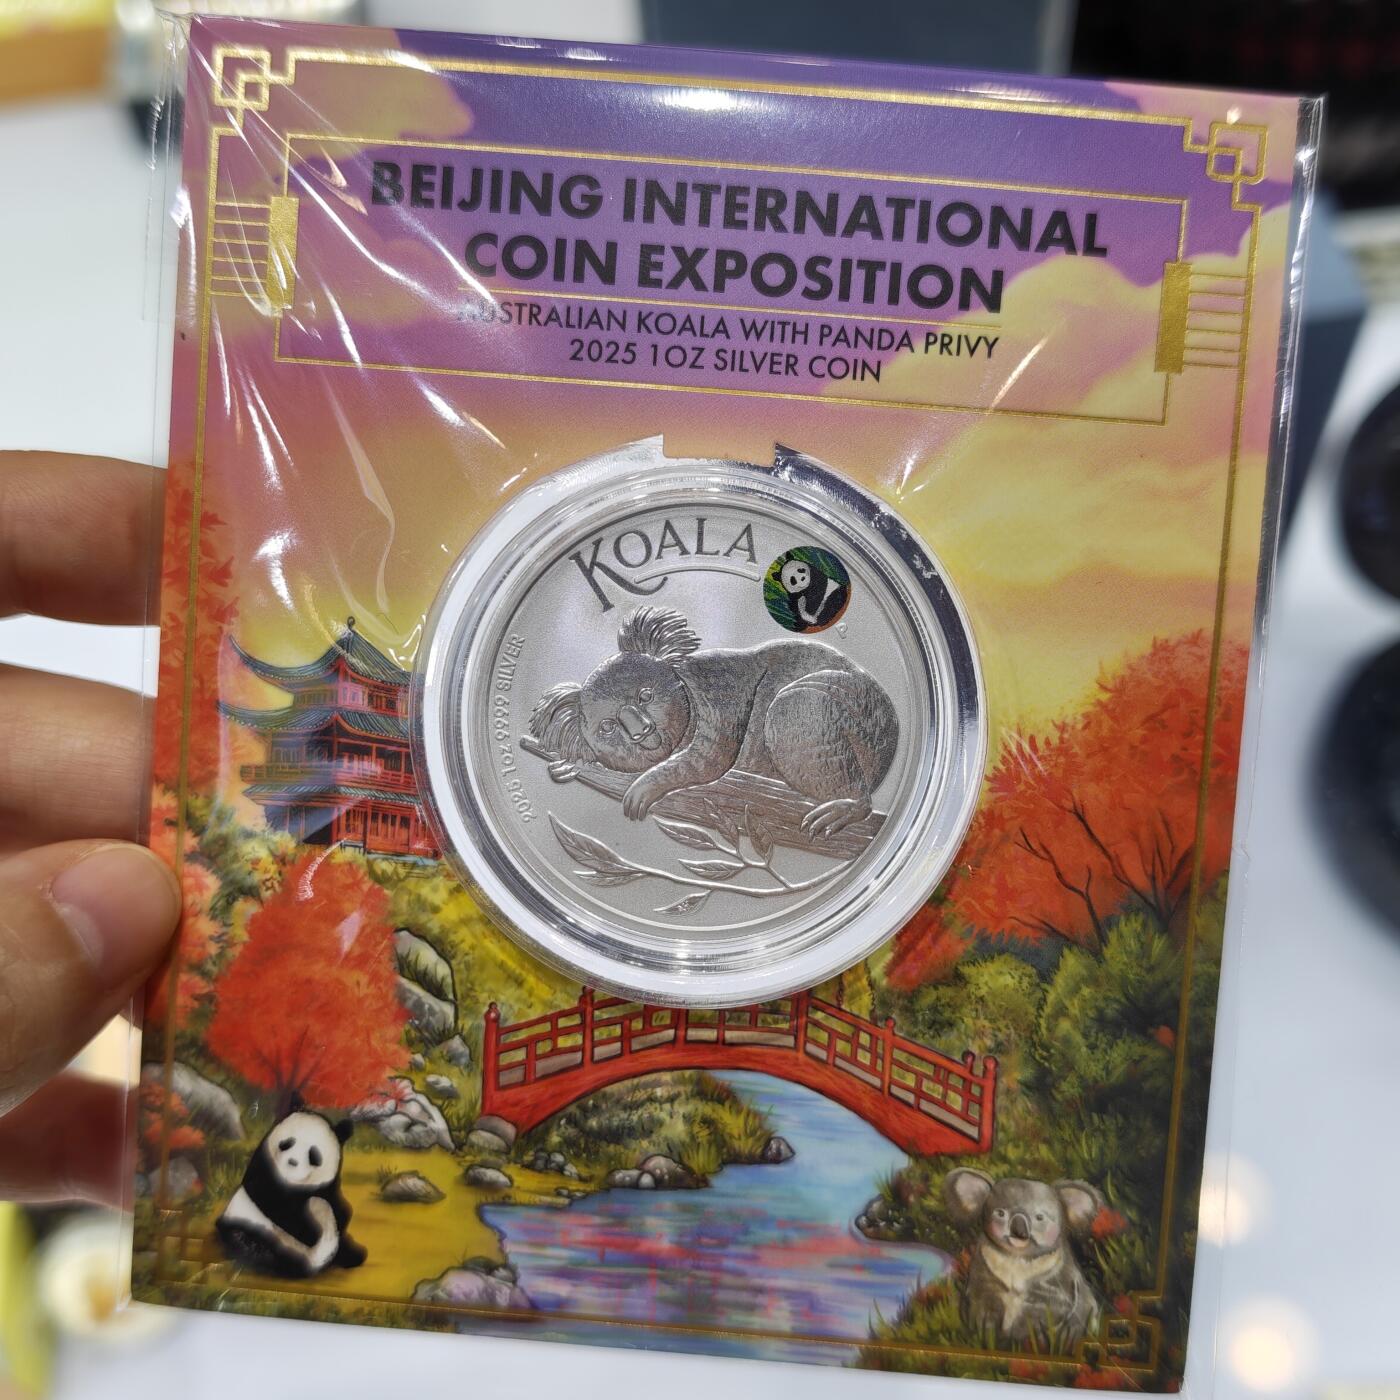 BEIJING INTERNATIONAL
COIN EXPOSITION
AUSTRALIAN KOALA WITH PANDA PRIVY
2025 1OZ SILVER COIN
KOALA
P
2025 1oz 9999 SILVER